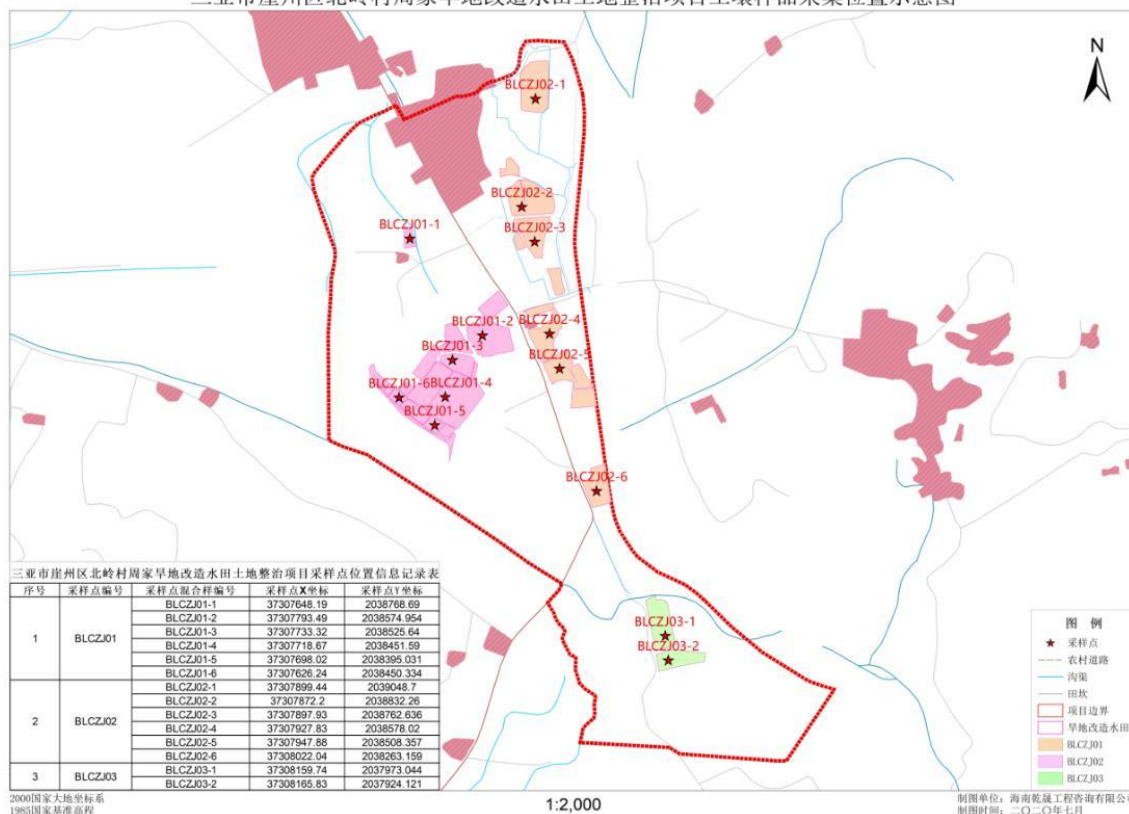 三亚市崖州区北岭村周家旱地改造水田土地整治项目土壤样品采集位置示意图
N
BLCZJ02-1
BLCZJ02-2
BLCZJ01-1
BLCZJ02-3
BLCZJ01-2
BLCZJ02-4
BLCZJ01-3
BLCZJ02-5
BLCZJ01-6
BLCZJ01-4
BLCZJ01-5
BLCZJ02-6
BLCZJ03-1
BLCZJ03-2
三亚市崖州区北岭村周家旱地改造水田土地整治项目采样点位置信息记录表
序号 采样点编号 采样点混合样编号 采样点X坐标 采样点Y坐标
1 BLCZJ01 BLCZJ01-1 37307648.19 2038768.69
BLCZJ01-2 37307793.49 2038574.954
BLCZJ01-3 37307733.32 2038525.64
BLCZJ01-4 37307718.67 2038451.59
BLCZJ01-5 37307698.02 2038395.031
BLCZJ01-6 37307626.24 2038450.334
2 BLCZJ02 BLCZJ02-1 37307899.44 2039048.7
BLCZJ02-2 37307872.2 2038832.26
BLCZJ02-3 37307897.93 2038762.636
BLCZJ02-4 37307927.83 2038578.02
BLCZJ02-5 37307947.88 2038508.357
BLCZJ02-6 37308022.04 2038263.159
3 BLCZJ03 BLCZJ03-1 37308159.74 2037973.044
BLCZJ03-2 37308165.83 2037924.121
图 例
采样点
农村道路
沟渠
田坎
项目边界
旱地改造水田
BLCZJ01
BLCZJ02
BLCZJ03
2000国家大地坐标系
1985国家基准高程
1:2,000
制图单位：海南乾晟工程咨询有限公司
制图时间：二〇二〇年七月